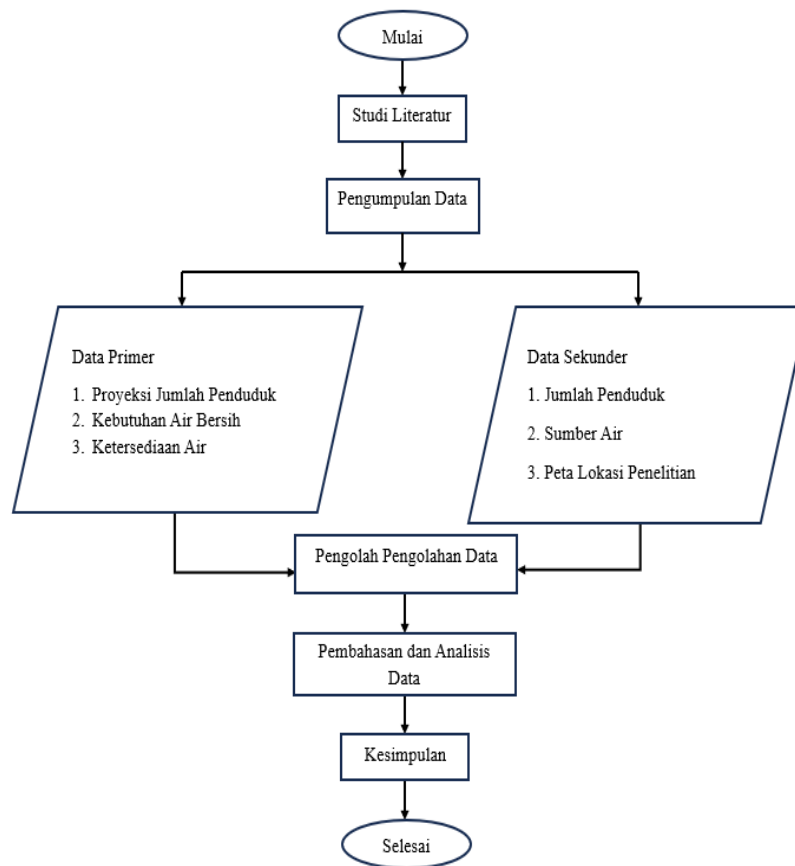 Mulai
Studi Literatur
Pengumpulan Data
Data Primer
1. Proyeksi Jumlah Penduduk
2. Kebutuhan Air Bersih
3. Ketersediaan Air
Data Sekunder
1. Jumlah Penduduk
2. Sumber Air
3. Peta Lokasi Penelitian
Pengolah Pengolahan Data
Pembahasan dan Analisis
Data
Kesimpulan
Selesai